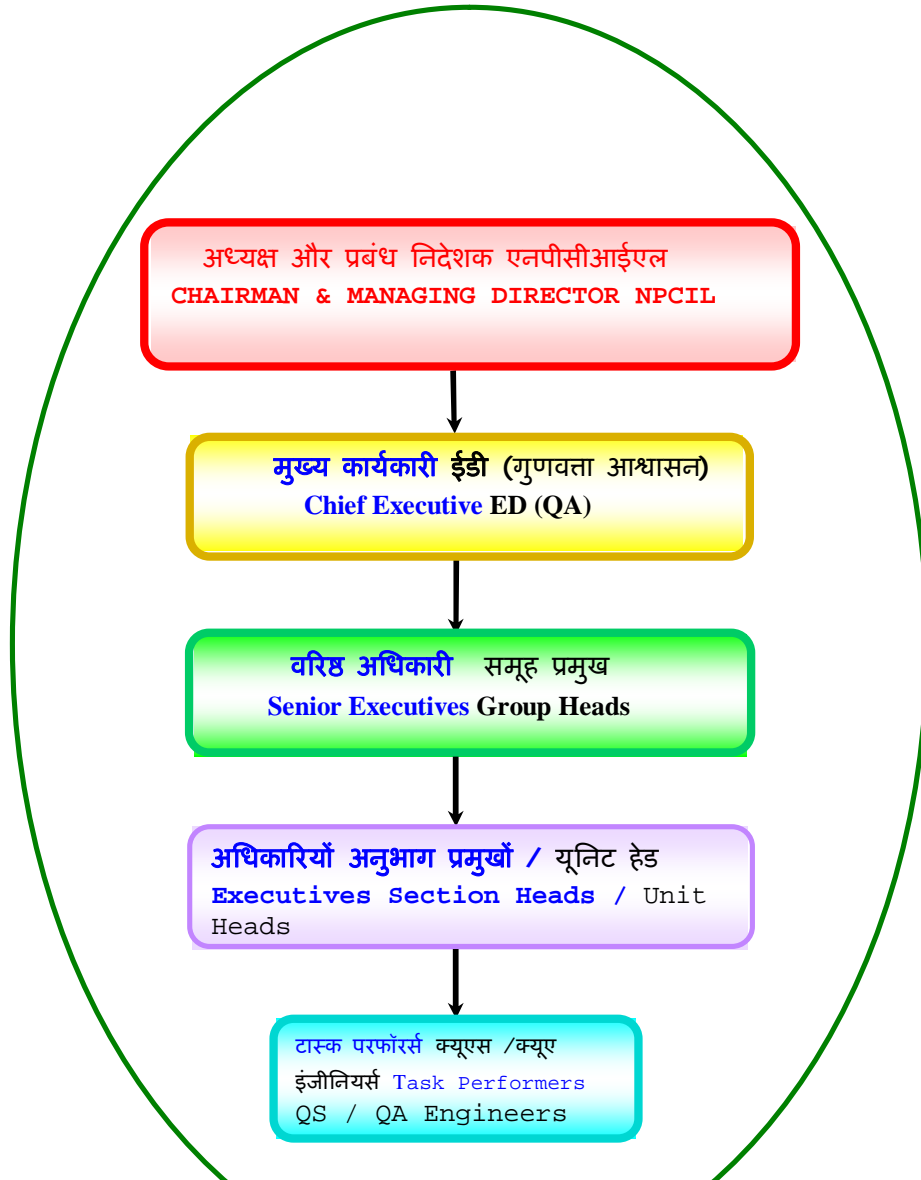 अध्यक्ष और प्रबंध निदेशक एनपीसीआईएल
CHAIRMAN & MANAGING DIRECTOR NPCIL
मुख्य कार्यकारी ईडी (गुणवत्ता आश्वासन)
Chief Executive ED (QA)
वरिष्ठ अधिकारी समूह प्रमुख
Senior Executives Group Heads
अधिकारियों अनुभाग प्रमुखों / यूनिट हेड
Executives Section Heads / Unit
Heads
टास्क परफॉरर्स क्यूएस /क्यूए
इंजीनियर्स Task Performers
QS / QA Engineers